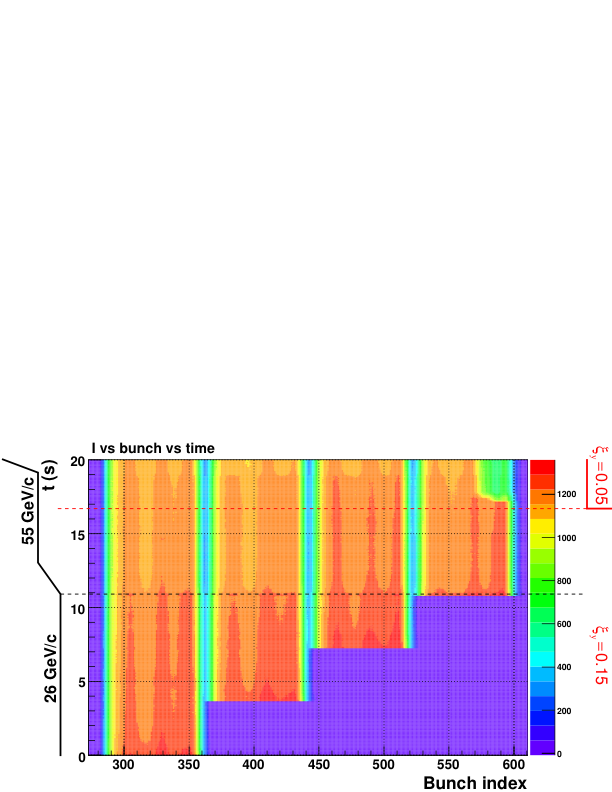 I vs bunch vs time
t (s)
20
15
10
5
0
300
350
400
450
500
550
600
Bunch index
1200
1000
800
600
400
200
0
55 GeV/c
26 GeV/c
ξy=0.05
ξy=0.15